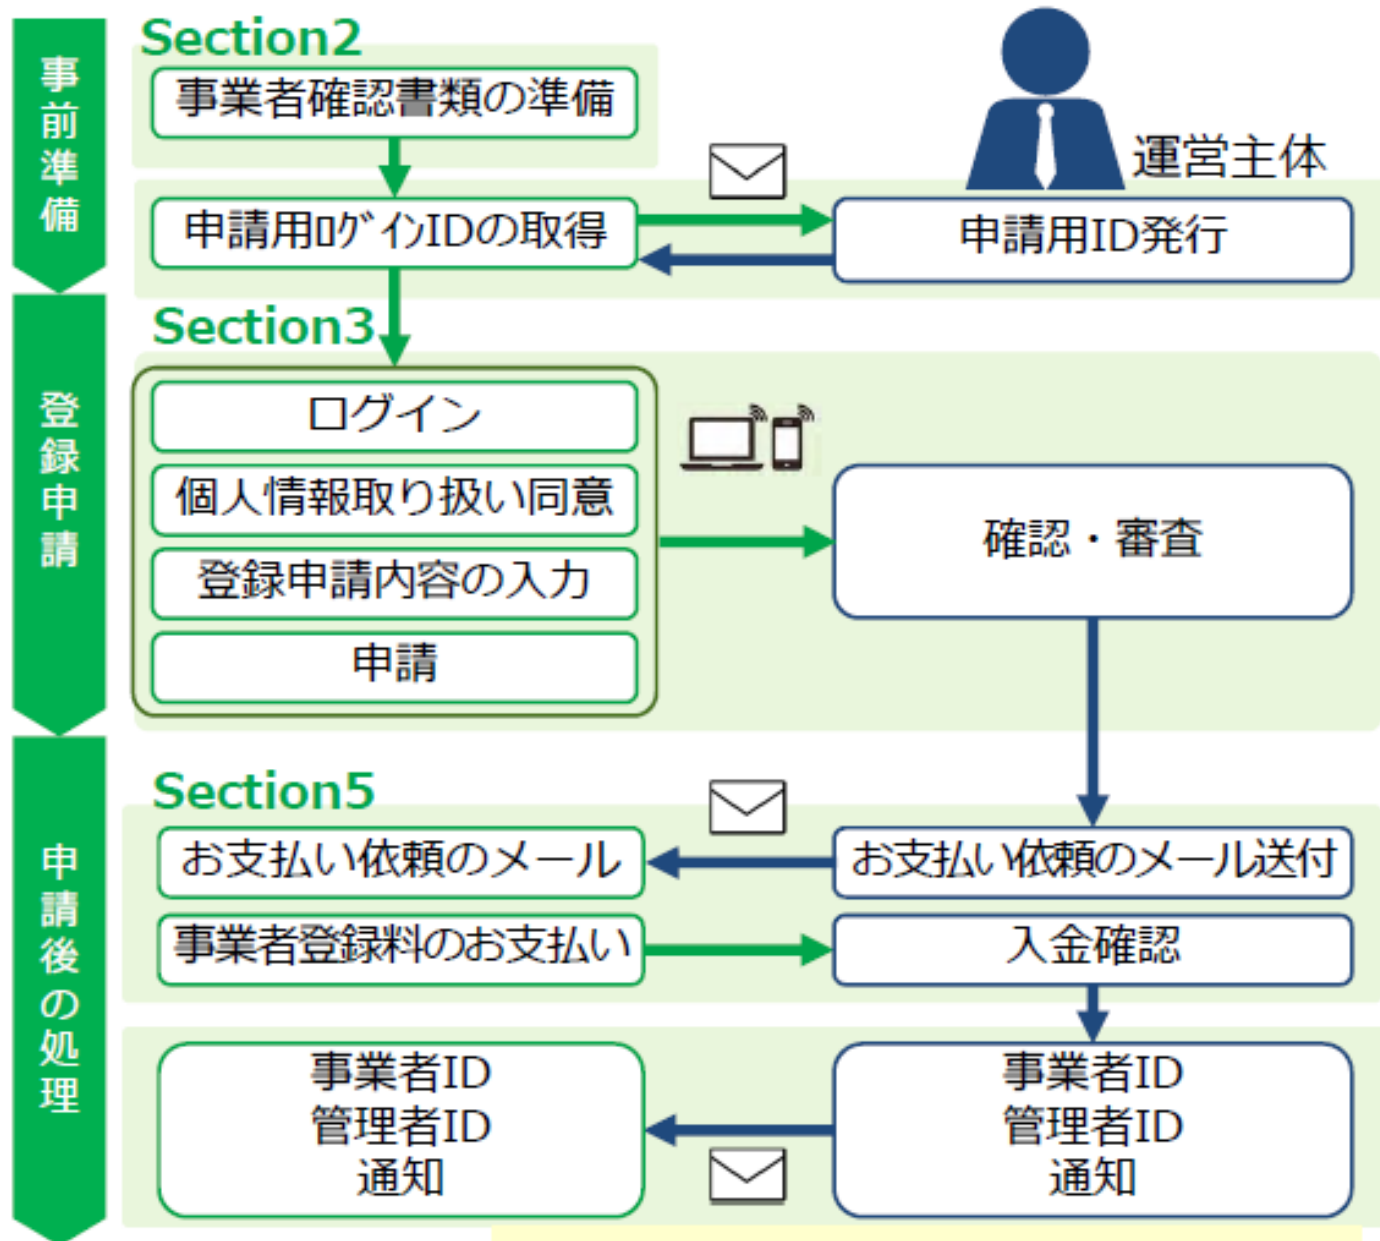 事前準備
Section2
事業者確認書類の準備
運営主体
申請用ﾛｸﾞｲﾝIDの取得
申請用ID発行
登録申請
Section3
ログイン
個人情報取り扱い同意
登録申請内容の入力
申請
確認・審査
申請後の処理
Section5
お支払い依頼のメール
お支払い依頼のメール送付
事業者登録料のお支払い
入金確認
事業者ID
管理者ID
通知
事業者ID
管理者ID
通知